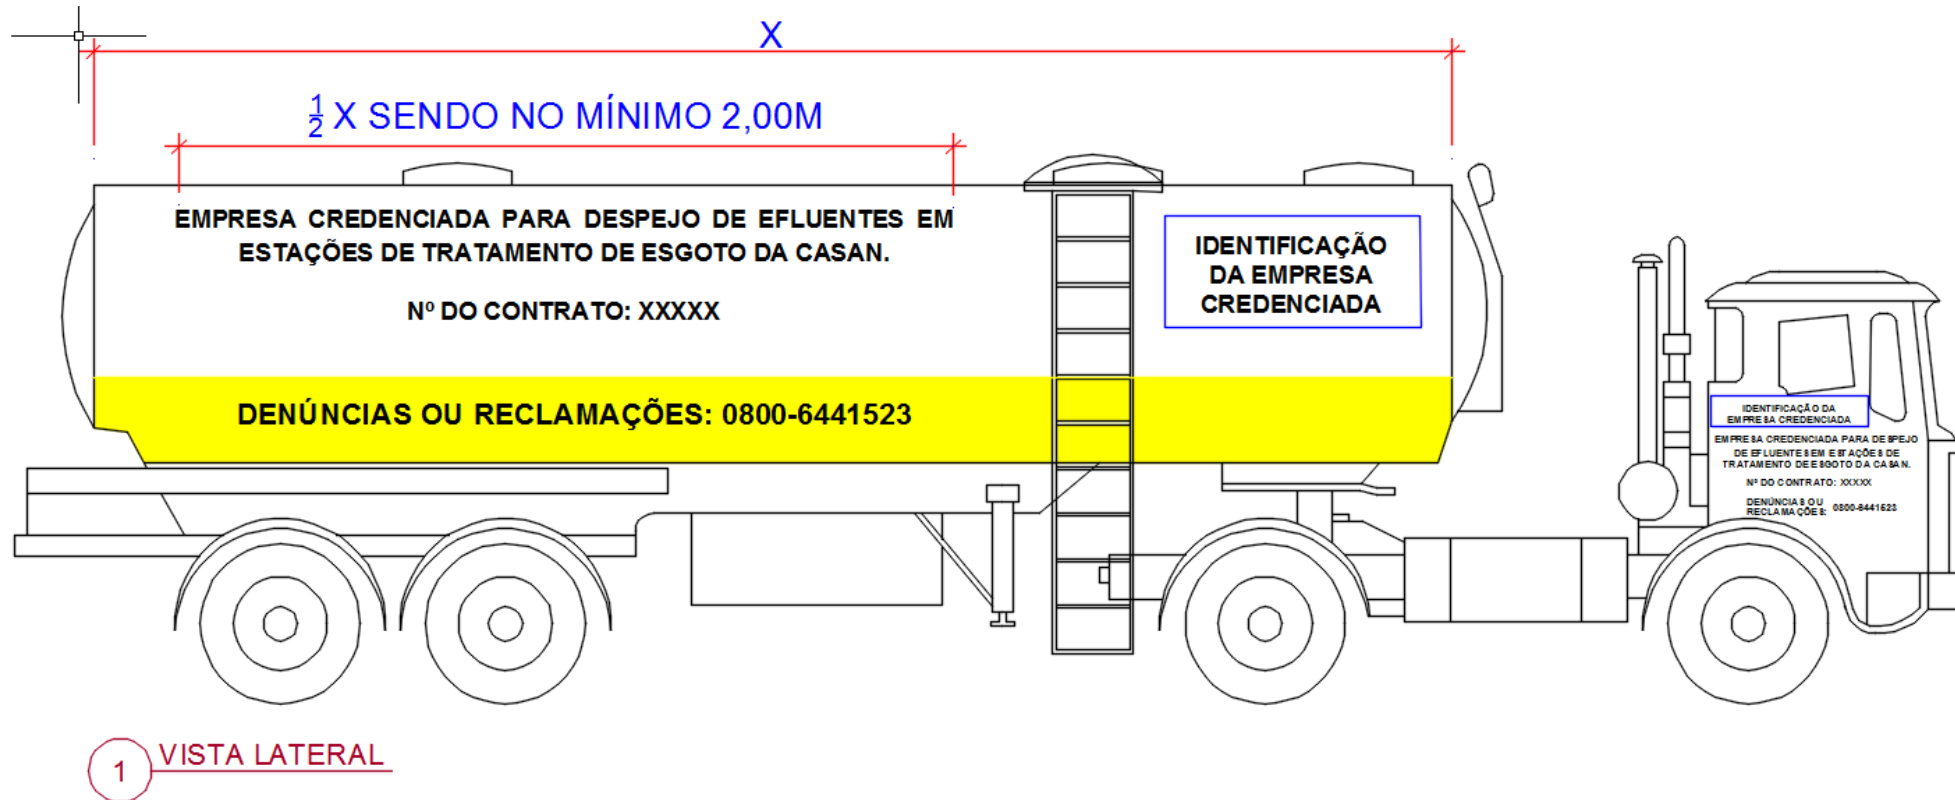 X
½ X SENDO NO MÍNIMO 2,00M
EMPRESA CREDENCIADA PARA DESPEJO DE EFLUENTES EM
ESTAÇÕES DE TRATAMENTO DE ESGOTO DA CASAN.
Nº DO CONTRATO: XXXXX
IDENTIFICAÇÃO
DA EMPRESA
CREDENCIADA
DENÚNCIAS OU RECLAMAÇÕES: 0800-6441523
IDENTIFICAÇÃO DA
EMPRESA CREDENCIADA
EMPRESA CREDENCIADA PARA DESPEJO
DE EFLUENTES EM ESTAÇÕES DE
TRATAMENTO DE ESGOTO DA CASAN.
Nº DO CONTRATO: XXXXX
DENÚNCIAS OU
RECLAMAÇÕES: 0800-6441523
1 VISTA LATERAL